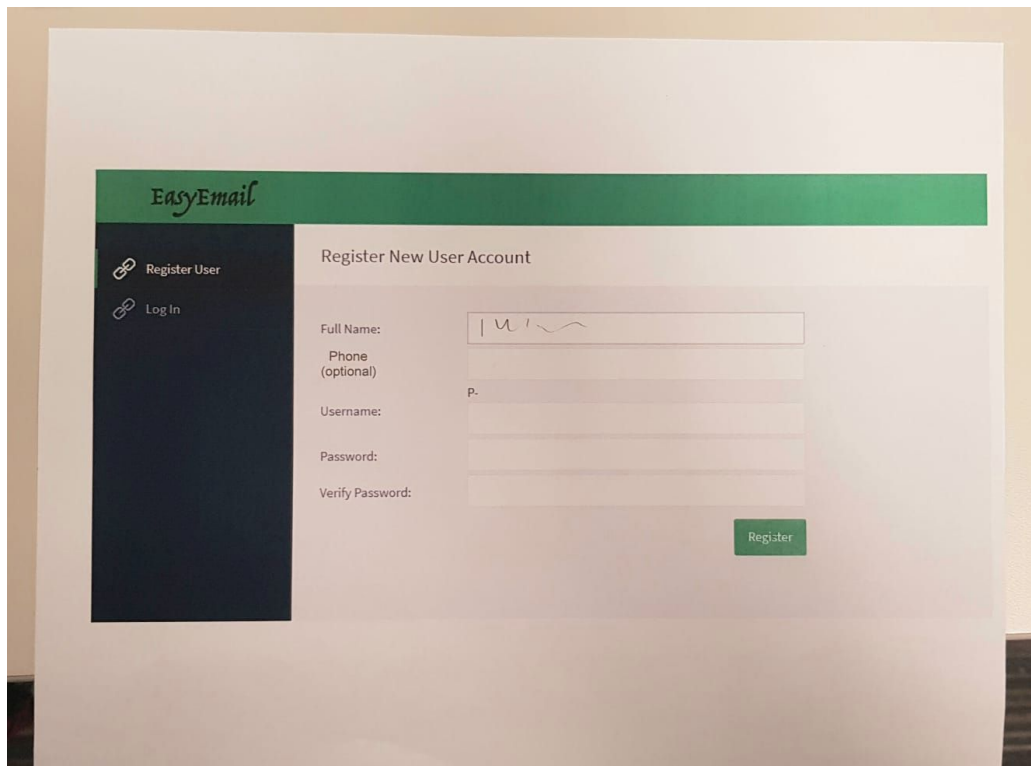 EasyEmail
Register User
Log In
Register New User Account
Full Name:
Phone
(optional)
P-
Username:
Password:
Verify Password:
Register